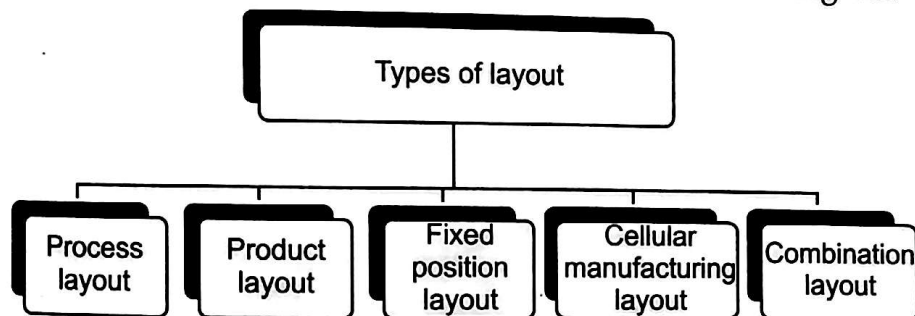 Types of layout
Process
layout
Product
layout
Fixed
position
layout
Cellular
manufacturing
layout
Combination
layout